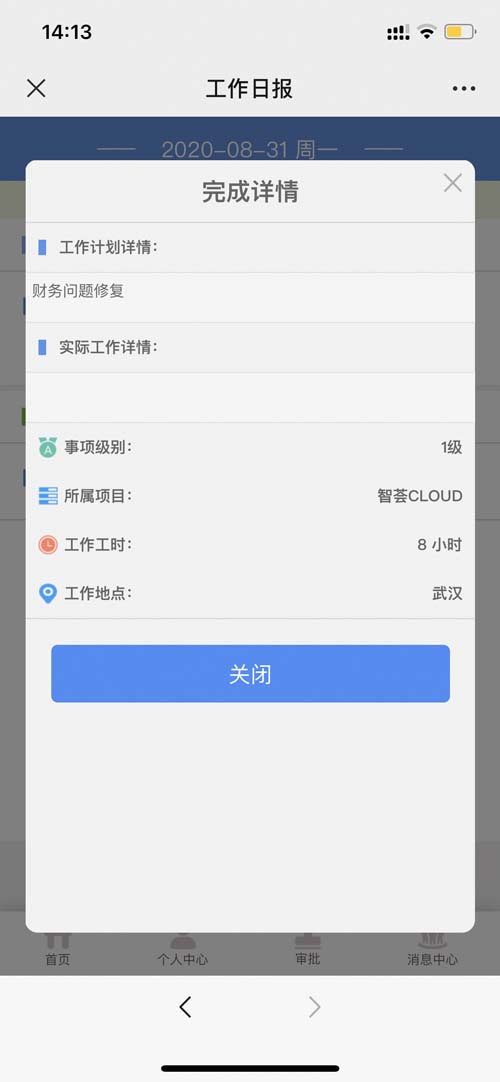 14:13
工作日报
2020-08-31 周一
完成详情
工作计划详情：
财务问题修复
实际工作详情：
事项级别： 1级
所属项目： 智荟CLOUD
工作工时： 8 小时
工作地点： 武汉
关闭
首页 个人中心 审批 消息中心